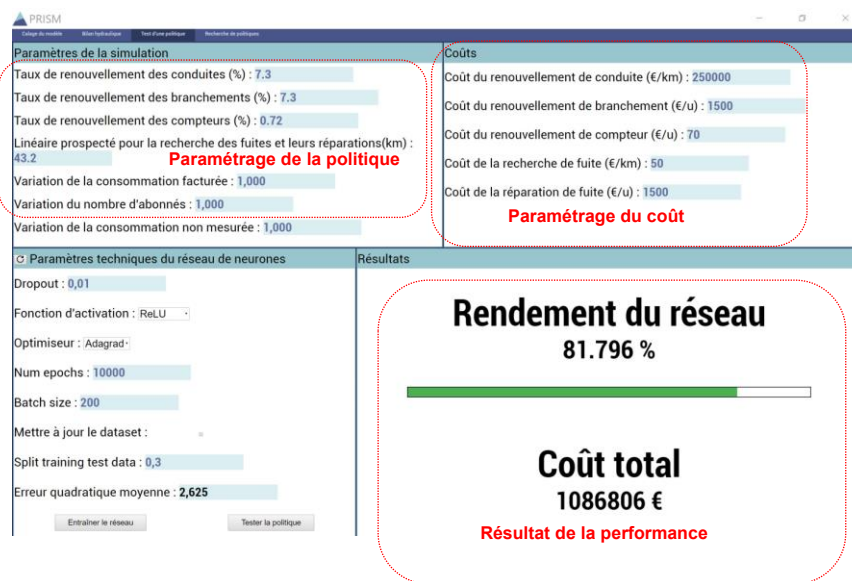 PRISM
Calage du modèle Bilan hydraulique Test d'une politique Recherche de politiques
Paramètres de la simulation
Taux de renouvellement des conduites (%) : 7.3
Taux de renouvellement des branchements (%) : 7.3
Taux de renouvellement des compteurs (%) : 0.72
Linéaire prospecté pour la recherche des fuites et leurs réparations(km) :
43.2
Paramétrage de la politique
Variation de la consommation facturée : 1,000
Variation du nombre d'abonnés : 1,000
Variation de la consommation non mesurée : 1,000
Coûts
Coût du renouvellement de conduite (€/km) : 250000
Coût du renouvellement de branchement (€/u) : 1500
Coût du renouvellement de compteur (€/u) : 70
Coût de la recherche de fuite (€/km) : 50
Coût de la réparation de fuite (€/u) : 1500
Paramétrage du coût
Paramètres techniques du réseau de neurones
Dropout : 0,01
Fonction d'activation : ReLU
Optimiseur : Adagrad
Num epochs : 10000
Batch size : 200
Mettre à jour le dataset :
Split training test data : 0,3
Erreur quadratique moyenne : 2,625
Entraîner le réseau Tester la politique
Résultats
Rendement du réseau
81.796 %
Coût total
1086806 €
Résultat de la performance